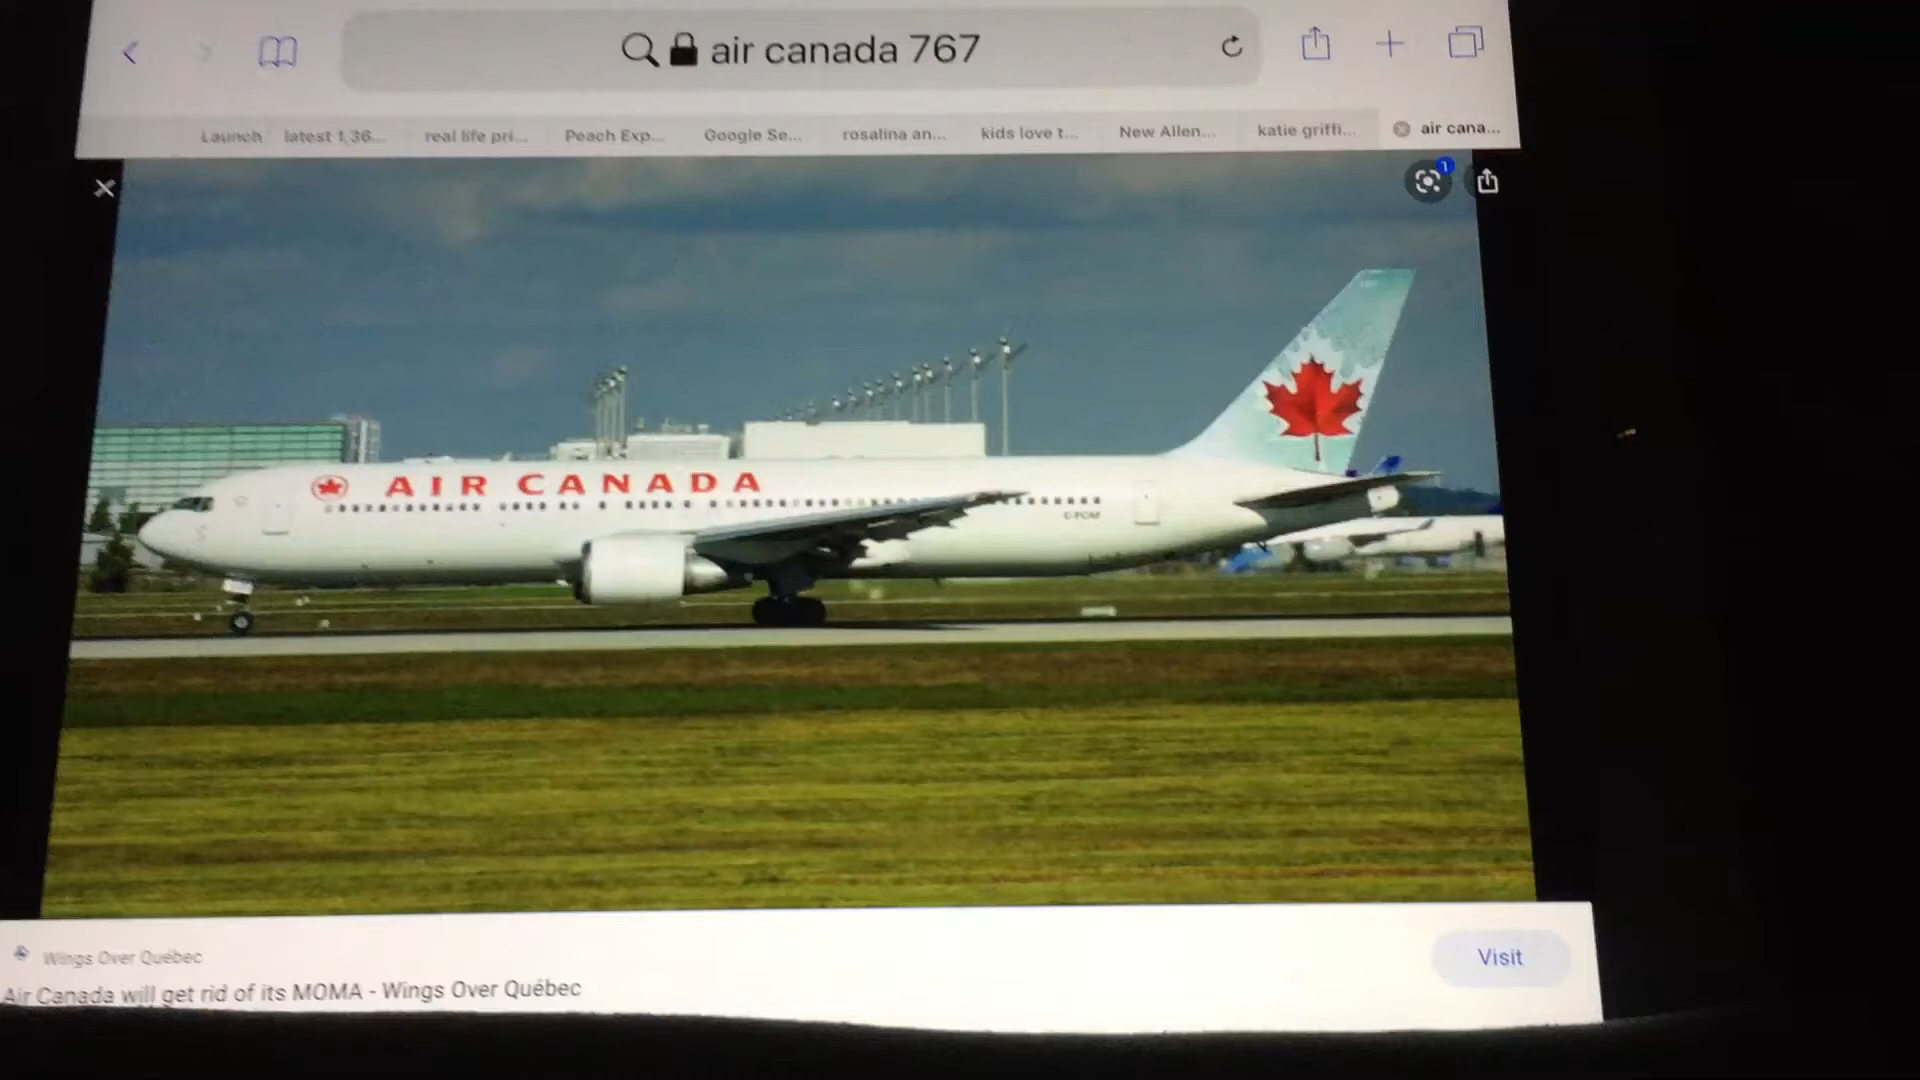 air canada 767
Launch
latest 1,36...
real life pri...
Peach Exp...
Google Se...
rosalina an...
kids love t...
New Allen...
katie griffi...
air cana...
1
AIR CANADA
Wings Over Québec
Visit
Air Canada will get rid of its MOMA - Wings Over Québec